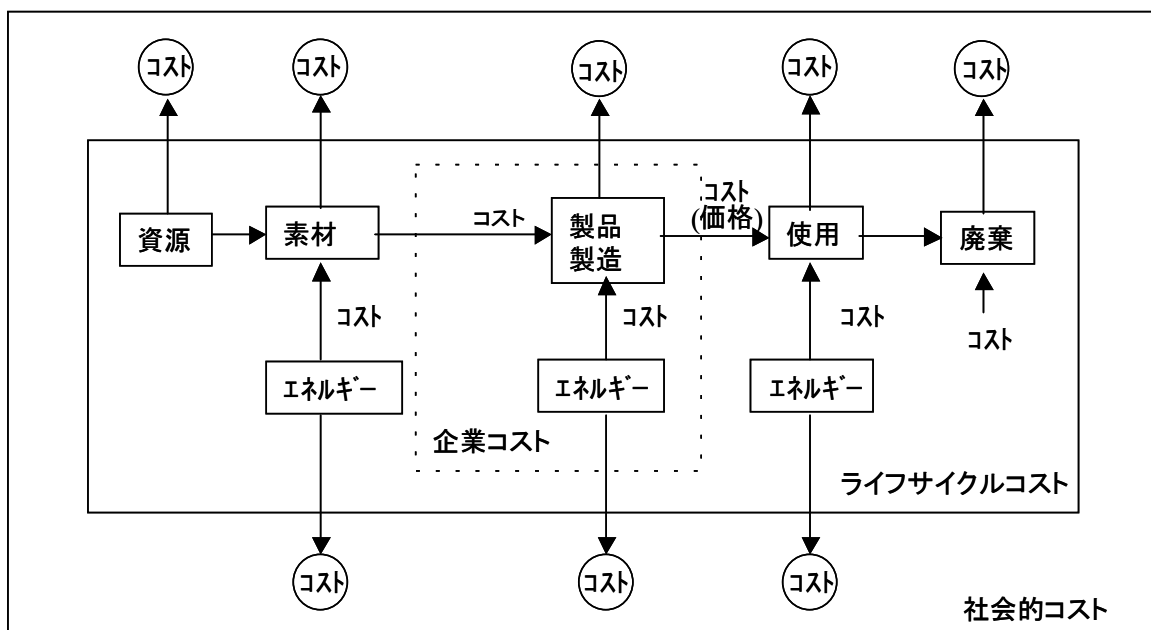 コスト
コスト
コスト
コスト
コスト
コスト
(価格)
資源
素材
コスト
製品
製造
使用
廃棄
コスト
コスト
コスト
コスト
エネルギー
エネルギー
エネルギー
企業コスト
ライフサイクルコスト
コスト
コスト
コスト
社会的コスト